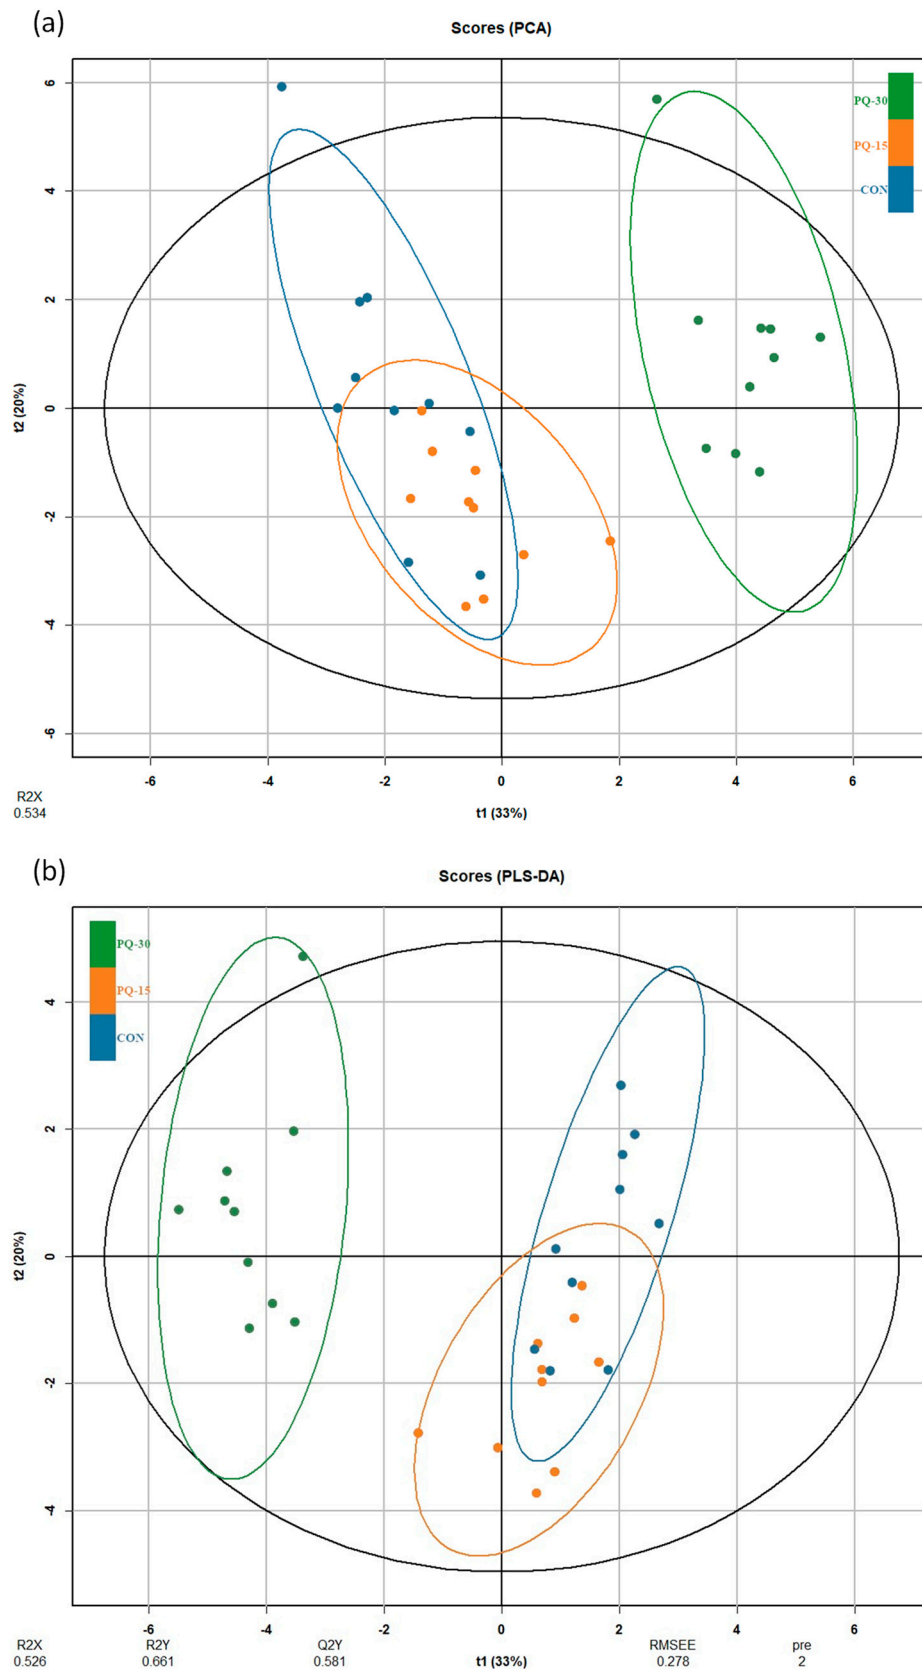 (a)
Scores (PCA)
PQ-30
PQ-15
CON
6
4
2
0
-2
-4
-6
t2 (20%)
-6 -4 -2 0 2 4 6
R2X
0.534
t1 (33%)
(b)
Scores (PLS-DA)
PQ-30
PQ-15
CON
4
2
0
-2
-4
t2 (20%)
-6 -4 -2 0 2 4 6
R2X R2Y Q2Y RMSEE pre
0.526 0.661 0.581 t1 (33%) 0.278 2